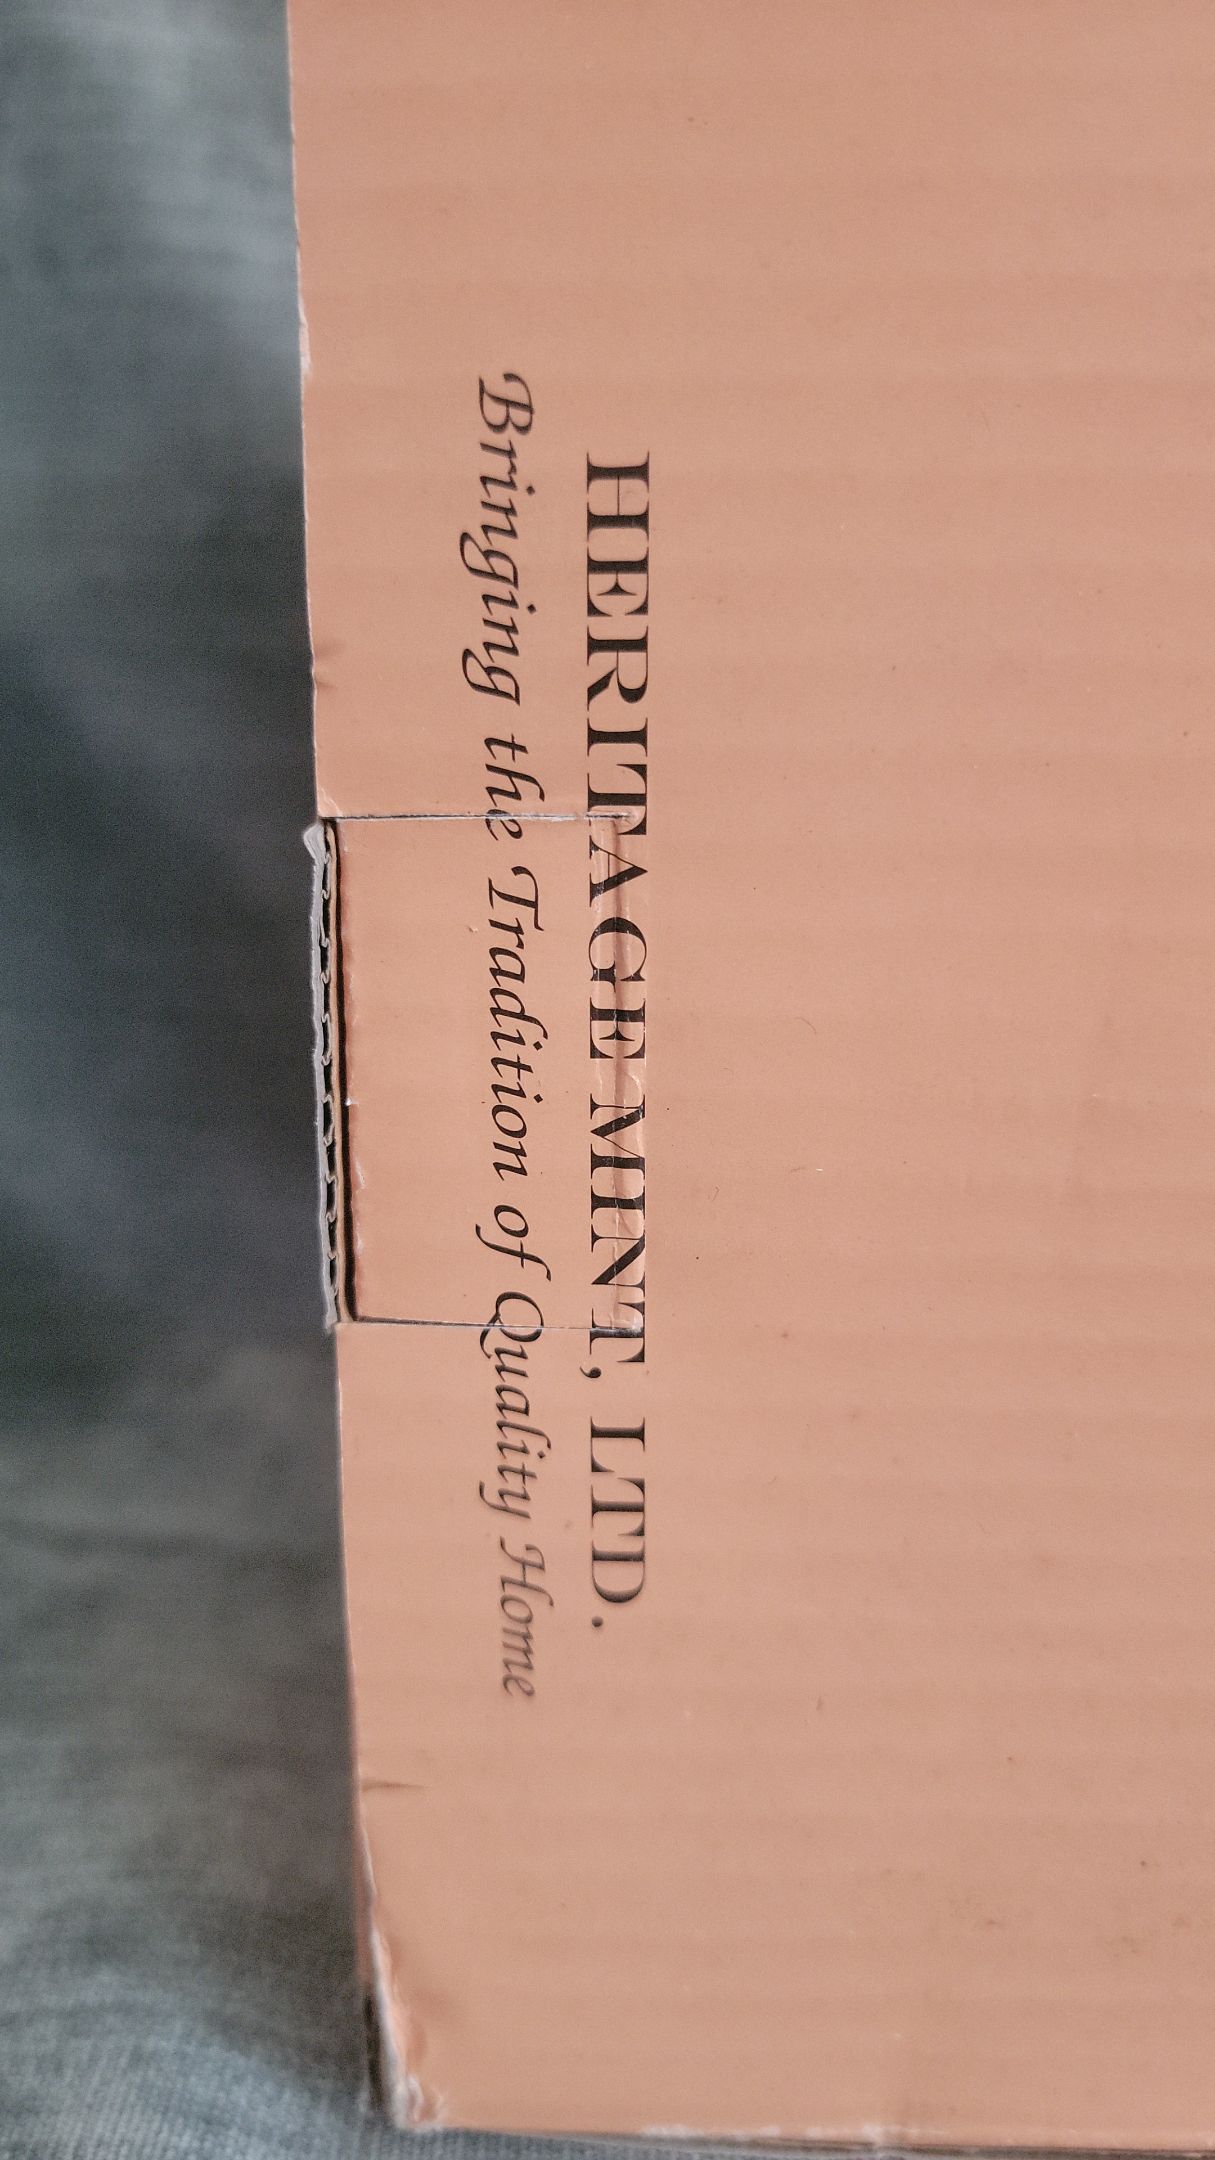 HERITAGE MINT, LTD.
Bringing the Tradition of Quality Home